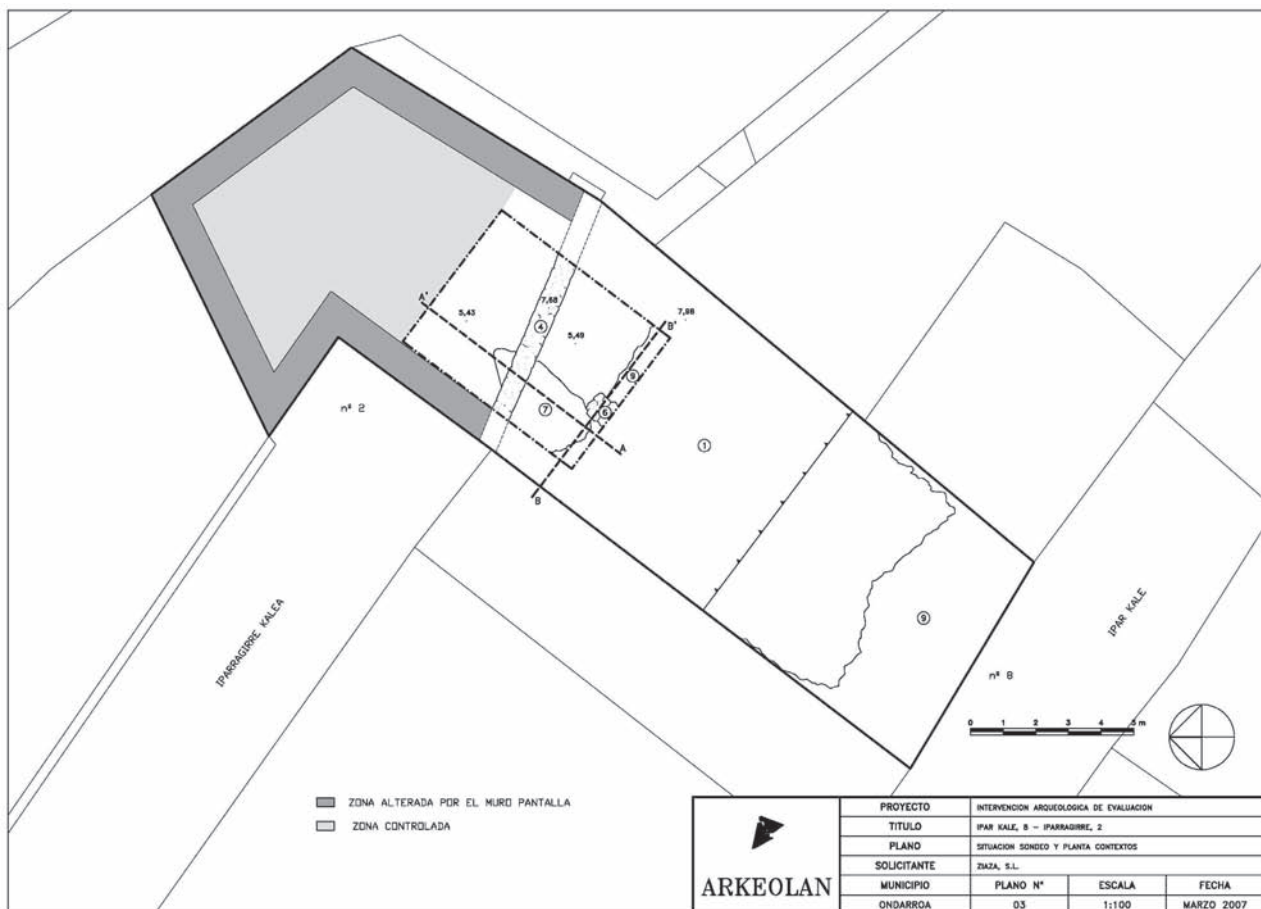 A'
5,43
7,68
④
5,49
B'
7,98
⑨
⑥
⑦
A
B
①
⑨
nº 2
nº 8
IPARRAGIRRE KALEA
IPAR KALE
0 1 2 3 4 5 m
ZONA ALTERADA POR EL MURO PANTALLA
ZONA CONTROLADA
ARKEOLAN
PROYECTO INTERVENCION ARQUEOLOGICA DE EVALUACION
TITULO IPAR KALE, 8 - IPARRAGIRRE, 2
PLANO SITUACION SONDEO Y PLANTA CONTEXTOS
SOLICITANTE ZIAZA, S.L.
MUNICIPIO PLANO Nº ESCALA FECHA
ONDARROA 03 1:100 MARZO 2007